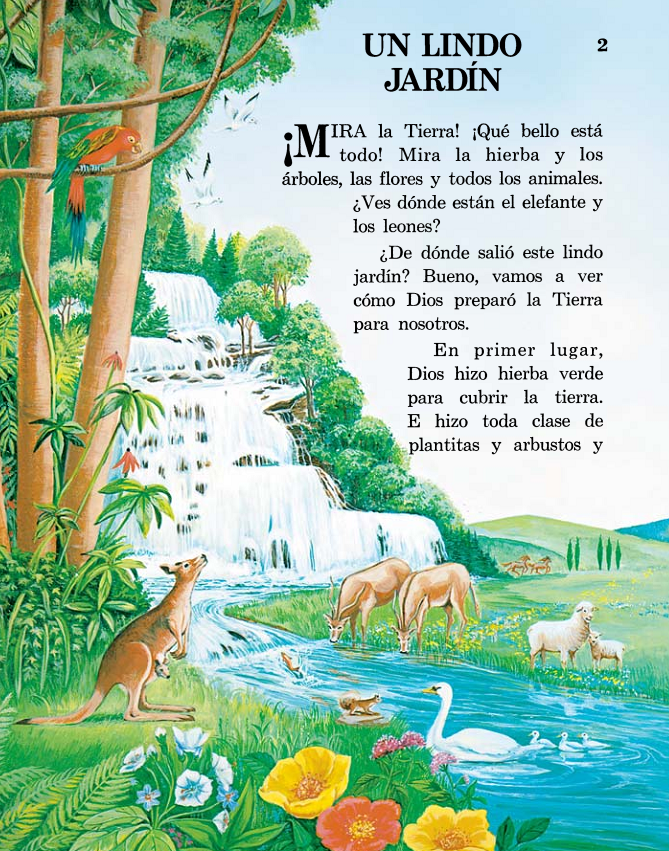 UN LINDO
JARDÍN
2
¡MIRA la Tierra! ¡Qué bello está
todo! Mira la hierba y los
árboles, las flores y todos los animales.
¿Ves dónde están el elefante y
los leones?
¿De dónde salió este lindo
jardín? Bueno, vamos a ver
cómo Dios preparó la Tierra
para nosotros.
En primer lugar,
Dios hizo hierba verde
para cubrir la tierra.
E hizo toda clase de
plantitas y arbustos y